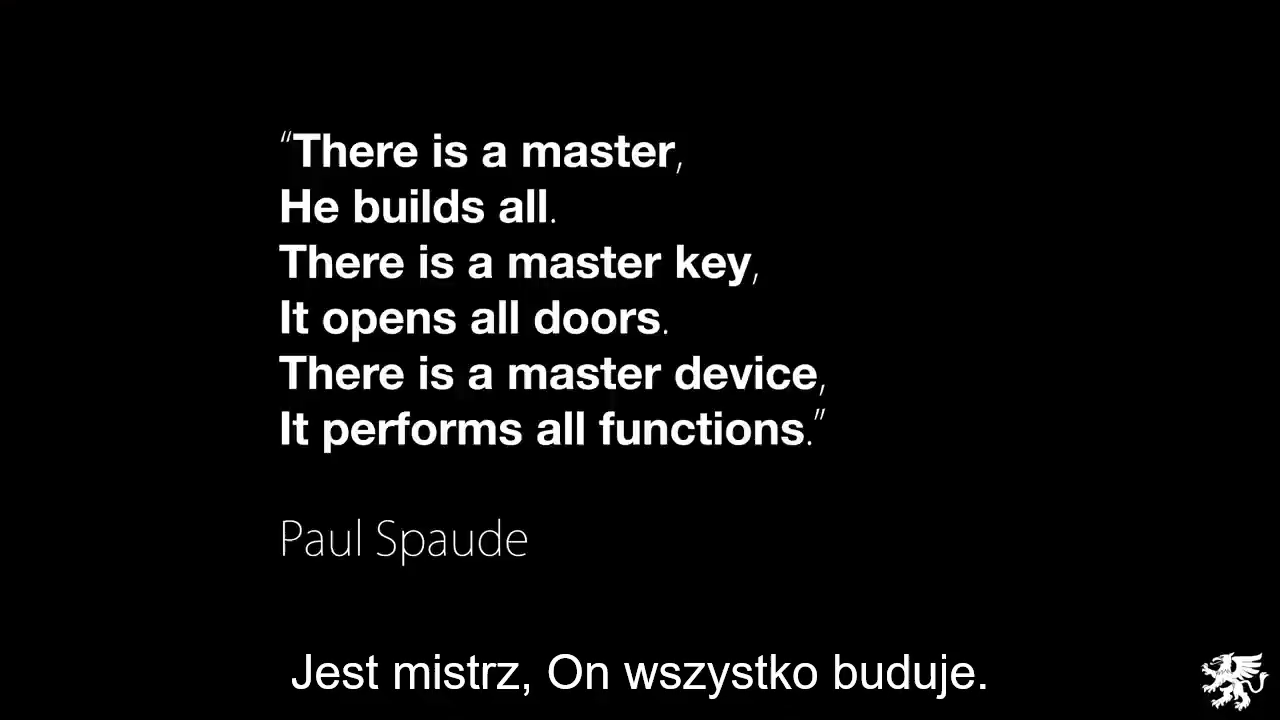 “There is a master,
He builds all.
There is a master key,
It opens all doors.
There is a master device,
It performs all functions.”
Paul Spaude
Jest mistrz, On wszystko buduje.